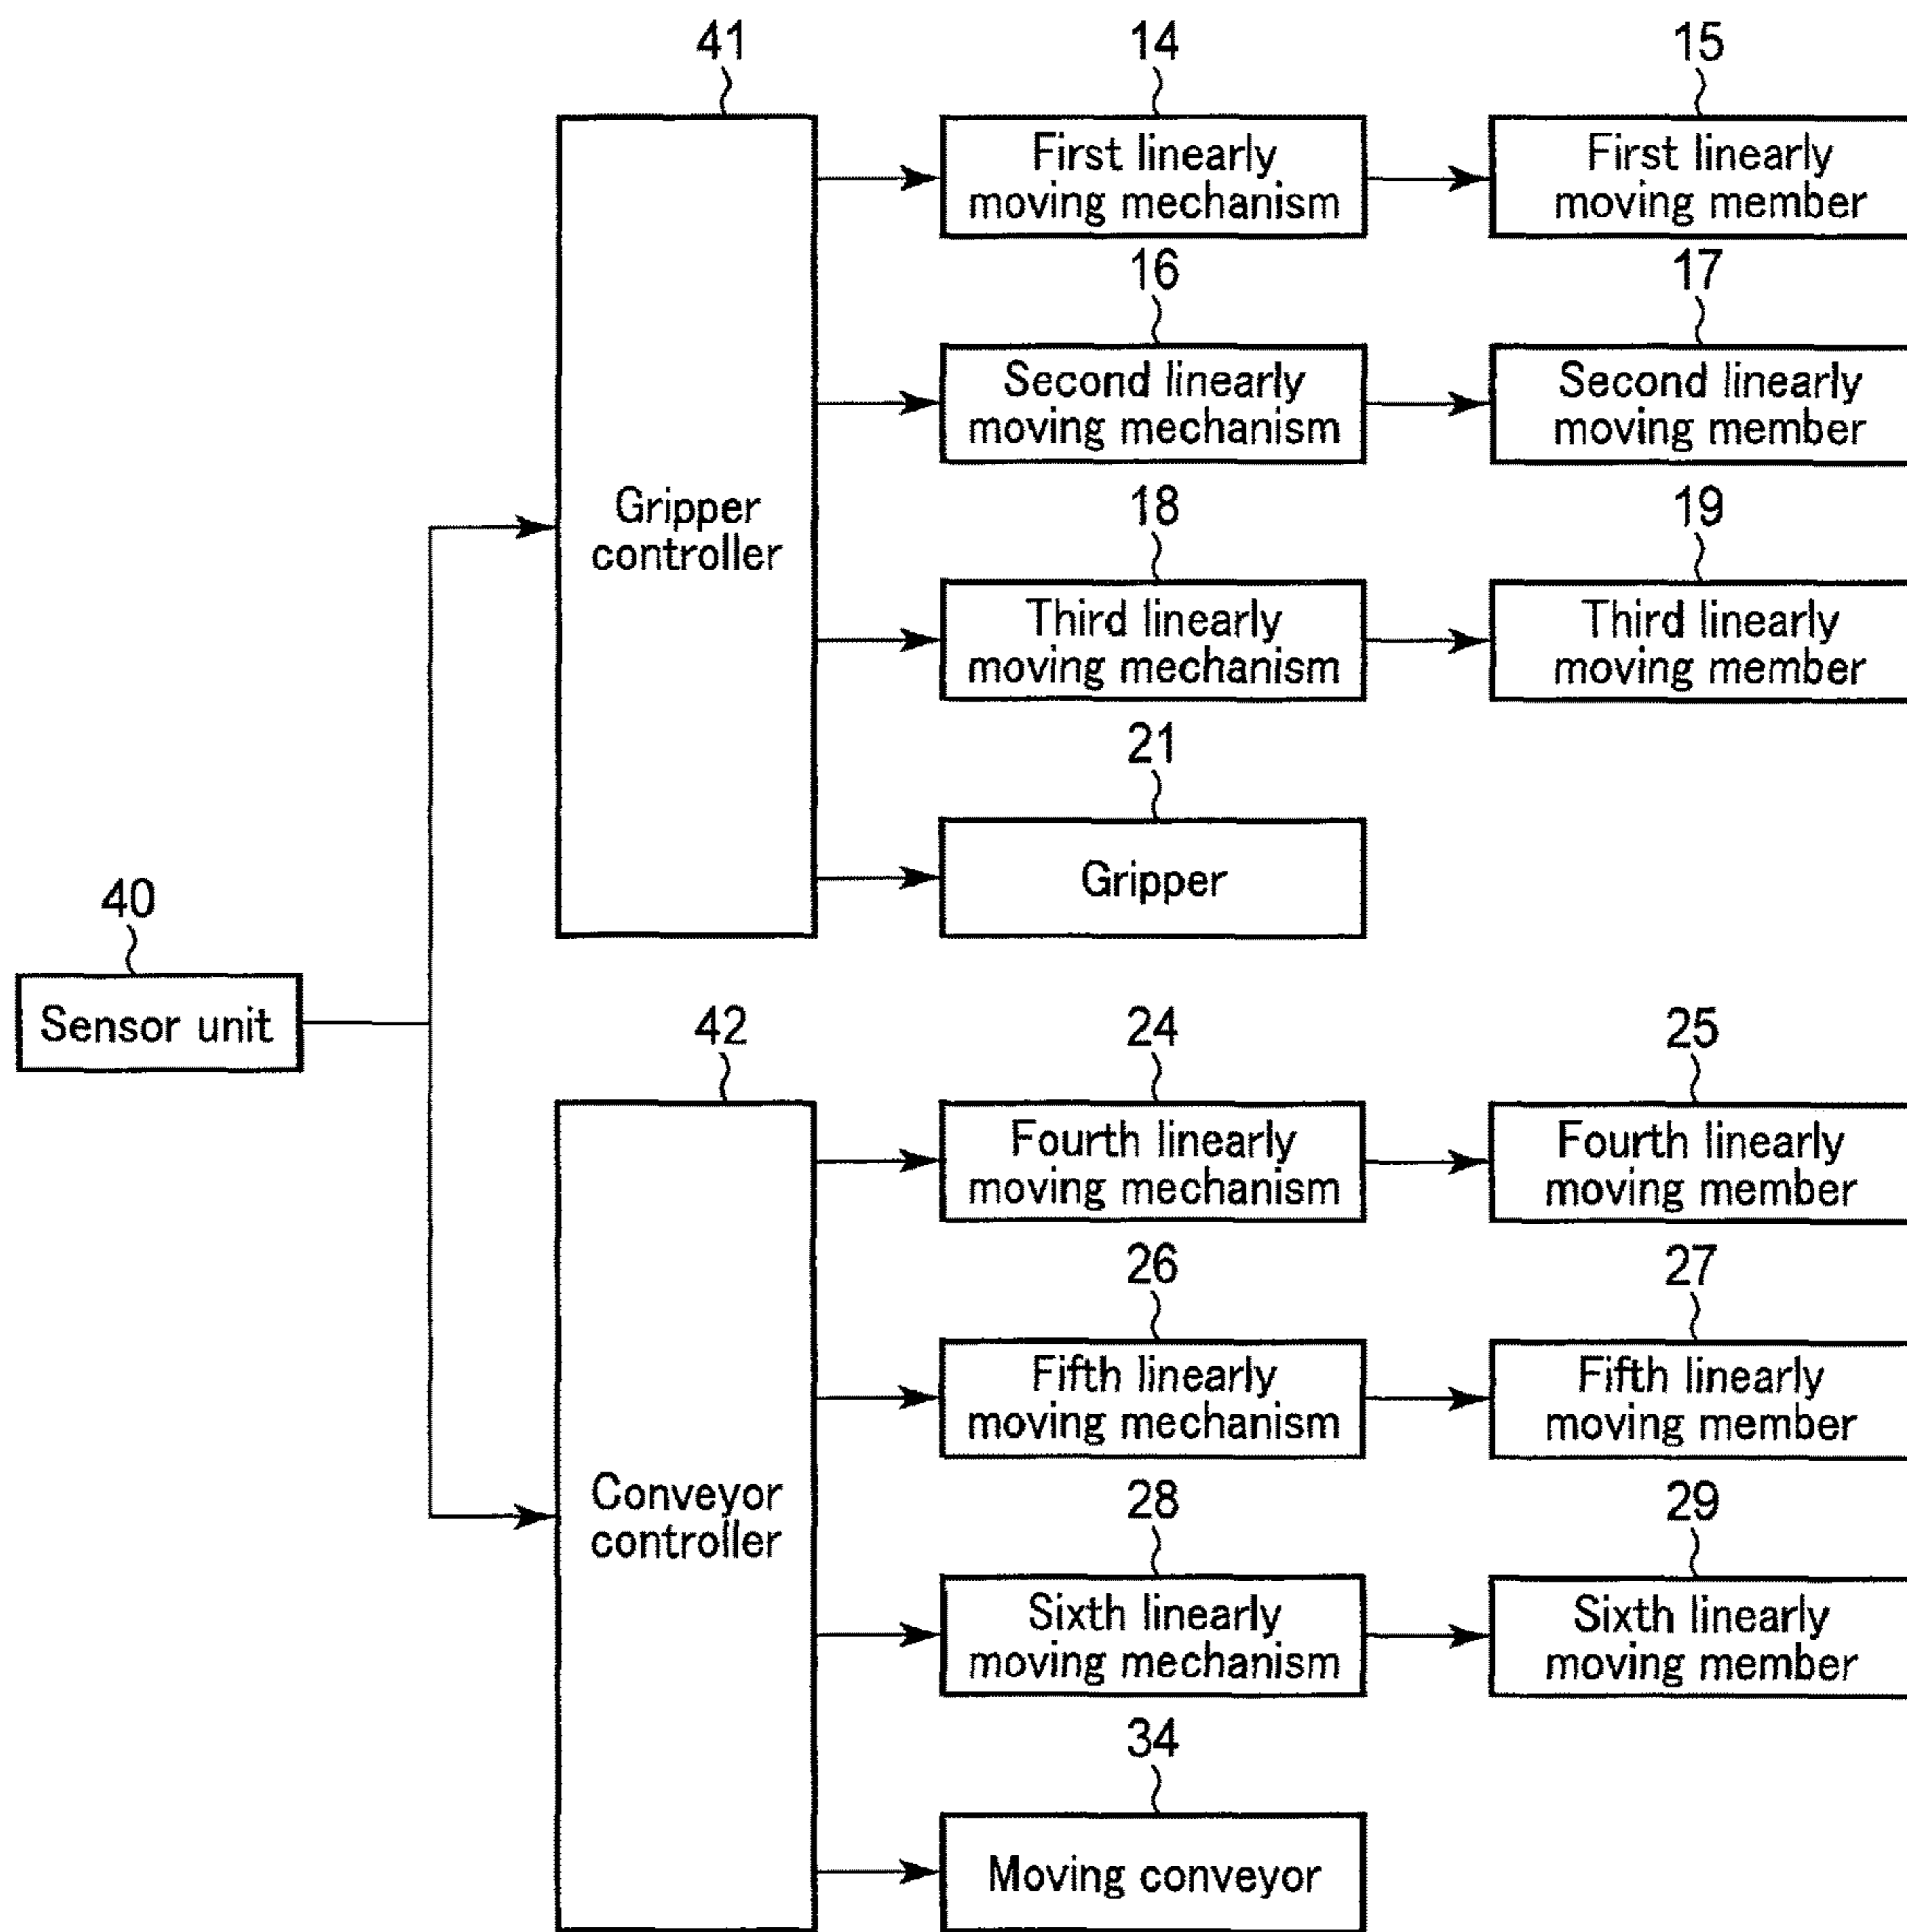 41
14
15
First linearly
moving mechanism
First linearly
moving member
16
17
Second linearly
moving mechanism
Second linearly
moving member
Gripper
controller
18
19
Third linearly
moving mechanism
Third linearly
moving member
21
Gripper
40
Sensor unit
42
24
25
Fourth linearly
moving mechanism
Fourth linearly
moving member
26
27
Fifth linearly
moving mechanism
Fifth linearly
moving member
Conveyor
controller
28
29
Sixth linearly
moving mechanism
Sixth linearly
moving member
34
Moving conveyor